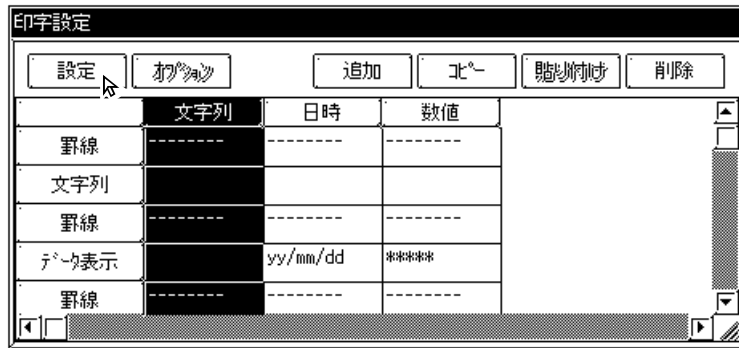 印字設定
設定 ｵﾌﾟｼｮﾝ 追加 ｺﾋﾟｰ 貼り付け 削除
文字列 日時 数値
罫線 -------- -------- --------
文字列
罫線 -------- -------- --------
ﾃﾞｰﾀ表示 yy/mm/dd *****
罫線 -------- -------- --------